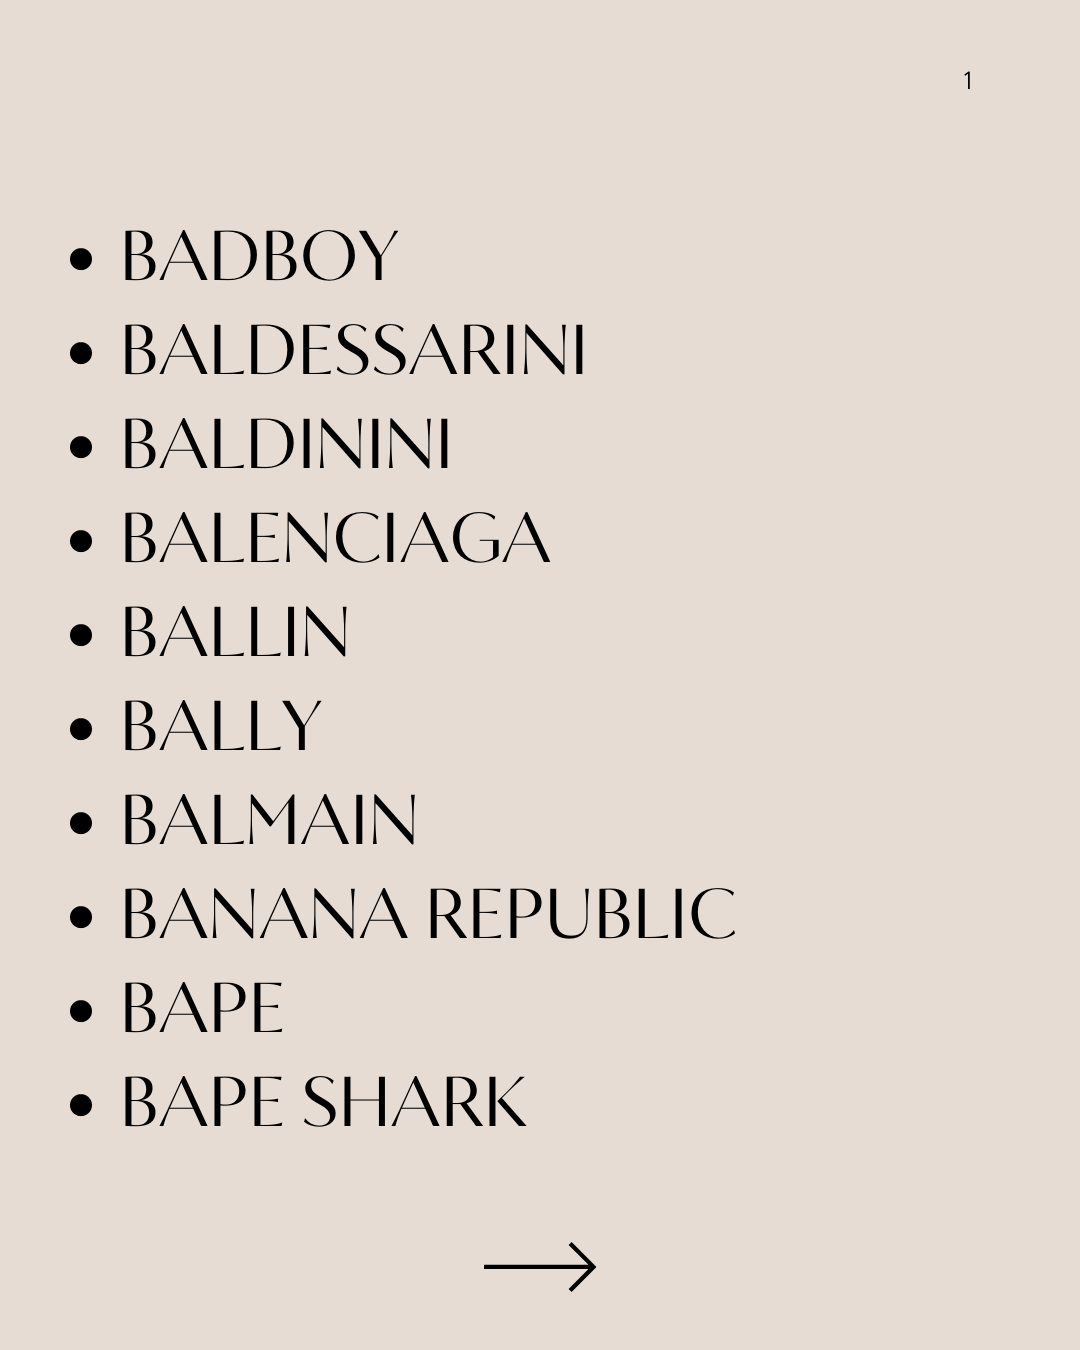 1
• BADBOY
• BALDESSARINI
• BALDININI
• BALENCIAGA
• BALLIN
• BALLY
• BALMAIN
• BANANA REPUBLIC
• BAPE
• BAPE SHARK